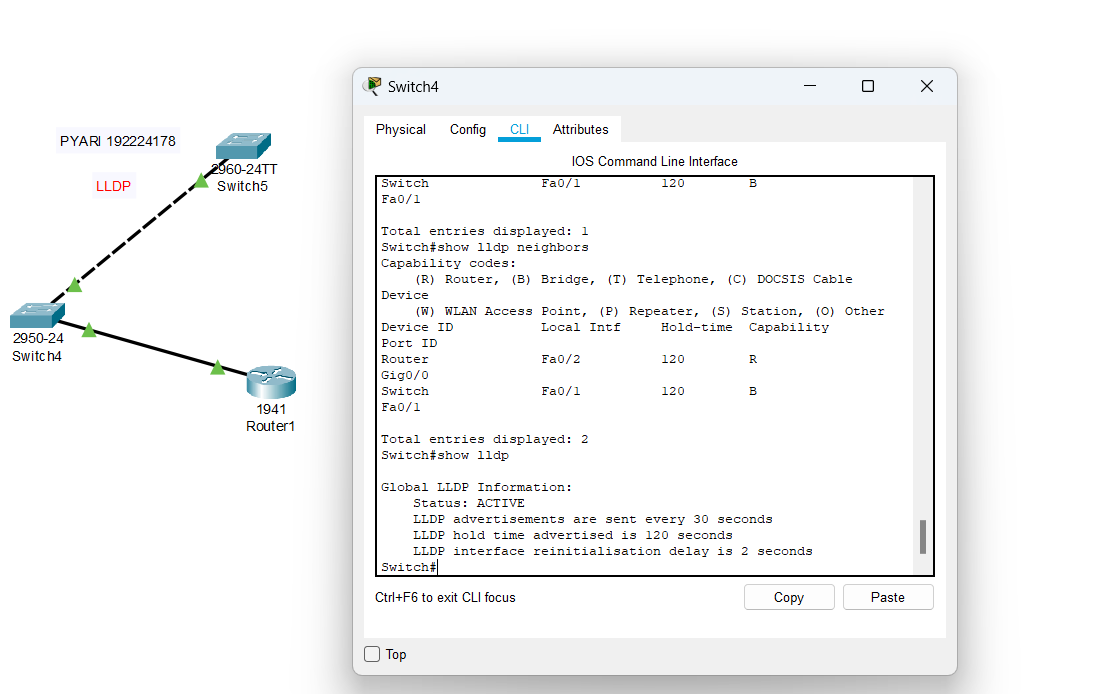 PYARI 192224178
LLDP
2960-24TT
Switch5
2950-24
Switch4
1941
Router1
Switch4
Physical Config CLI Attributes
IOS Command Line Interface
Switch Fa0/1 120 B
Fa0/1
Total entries displayed: 1
Switch#show lldp neighbors
Capability codes:
(R) Router, (B) Bridge, (T) Telephone, (C) DOCSIS Cable
Device
(W) WLAN Access Point, (P) Repeater, (S) Station, (O) Other
Device ID Local Intf Hold-time Capability
Port ID
Router Fa0/2 120 R
Gig0/0
Switch Fa0/1 120 B
Fa0/1
Total entries displayed: 2
Switch#show lldp
Global LLDP Information:
Status: ACTIVE
LLDP advertisements are sent every 30 seconds
LLDP hold time advertised is 120 seconds
LLDP interface reinitialisation delay is 2 seconds
Switch#
Ctrl+F6 to exit CLI focus
Copy Paste
Top